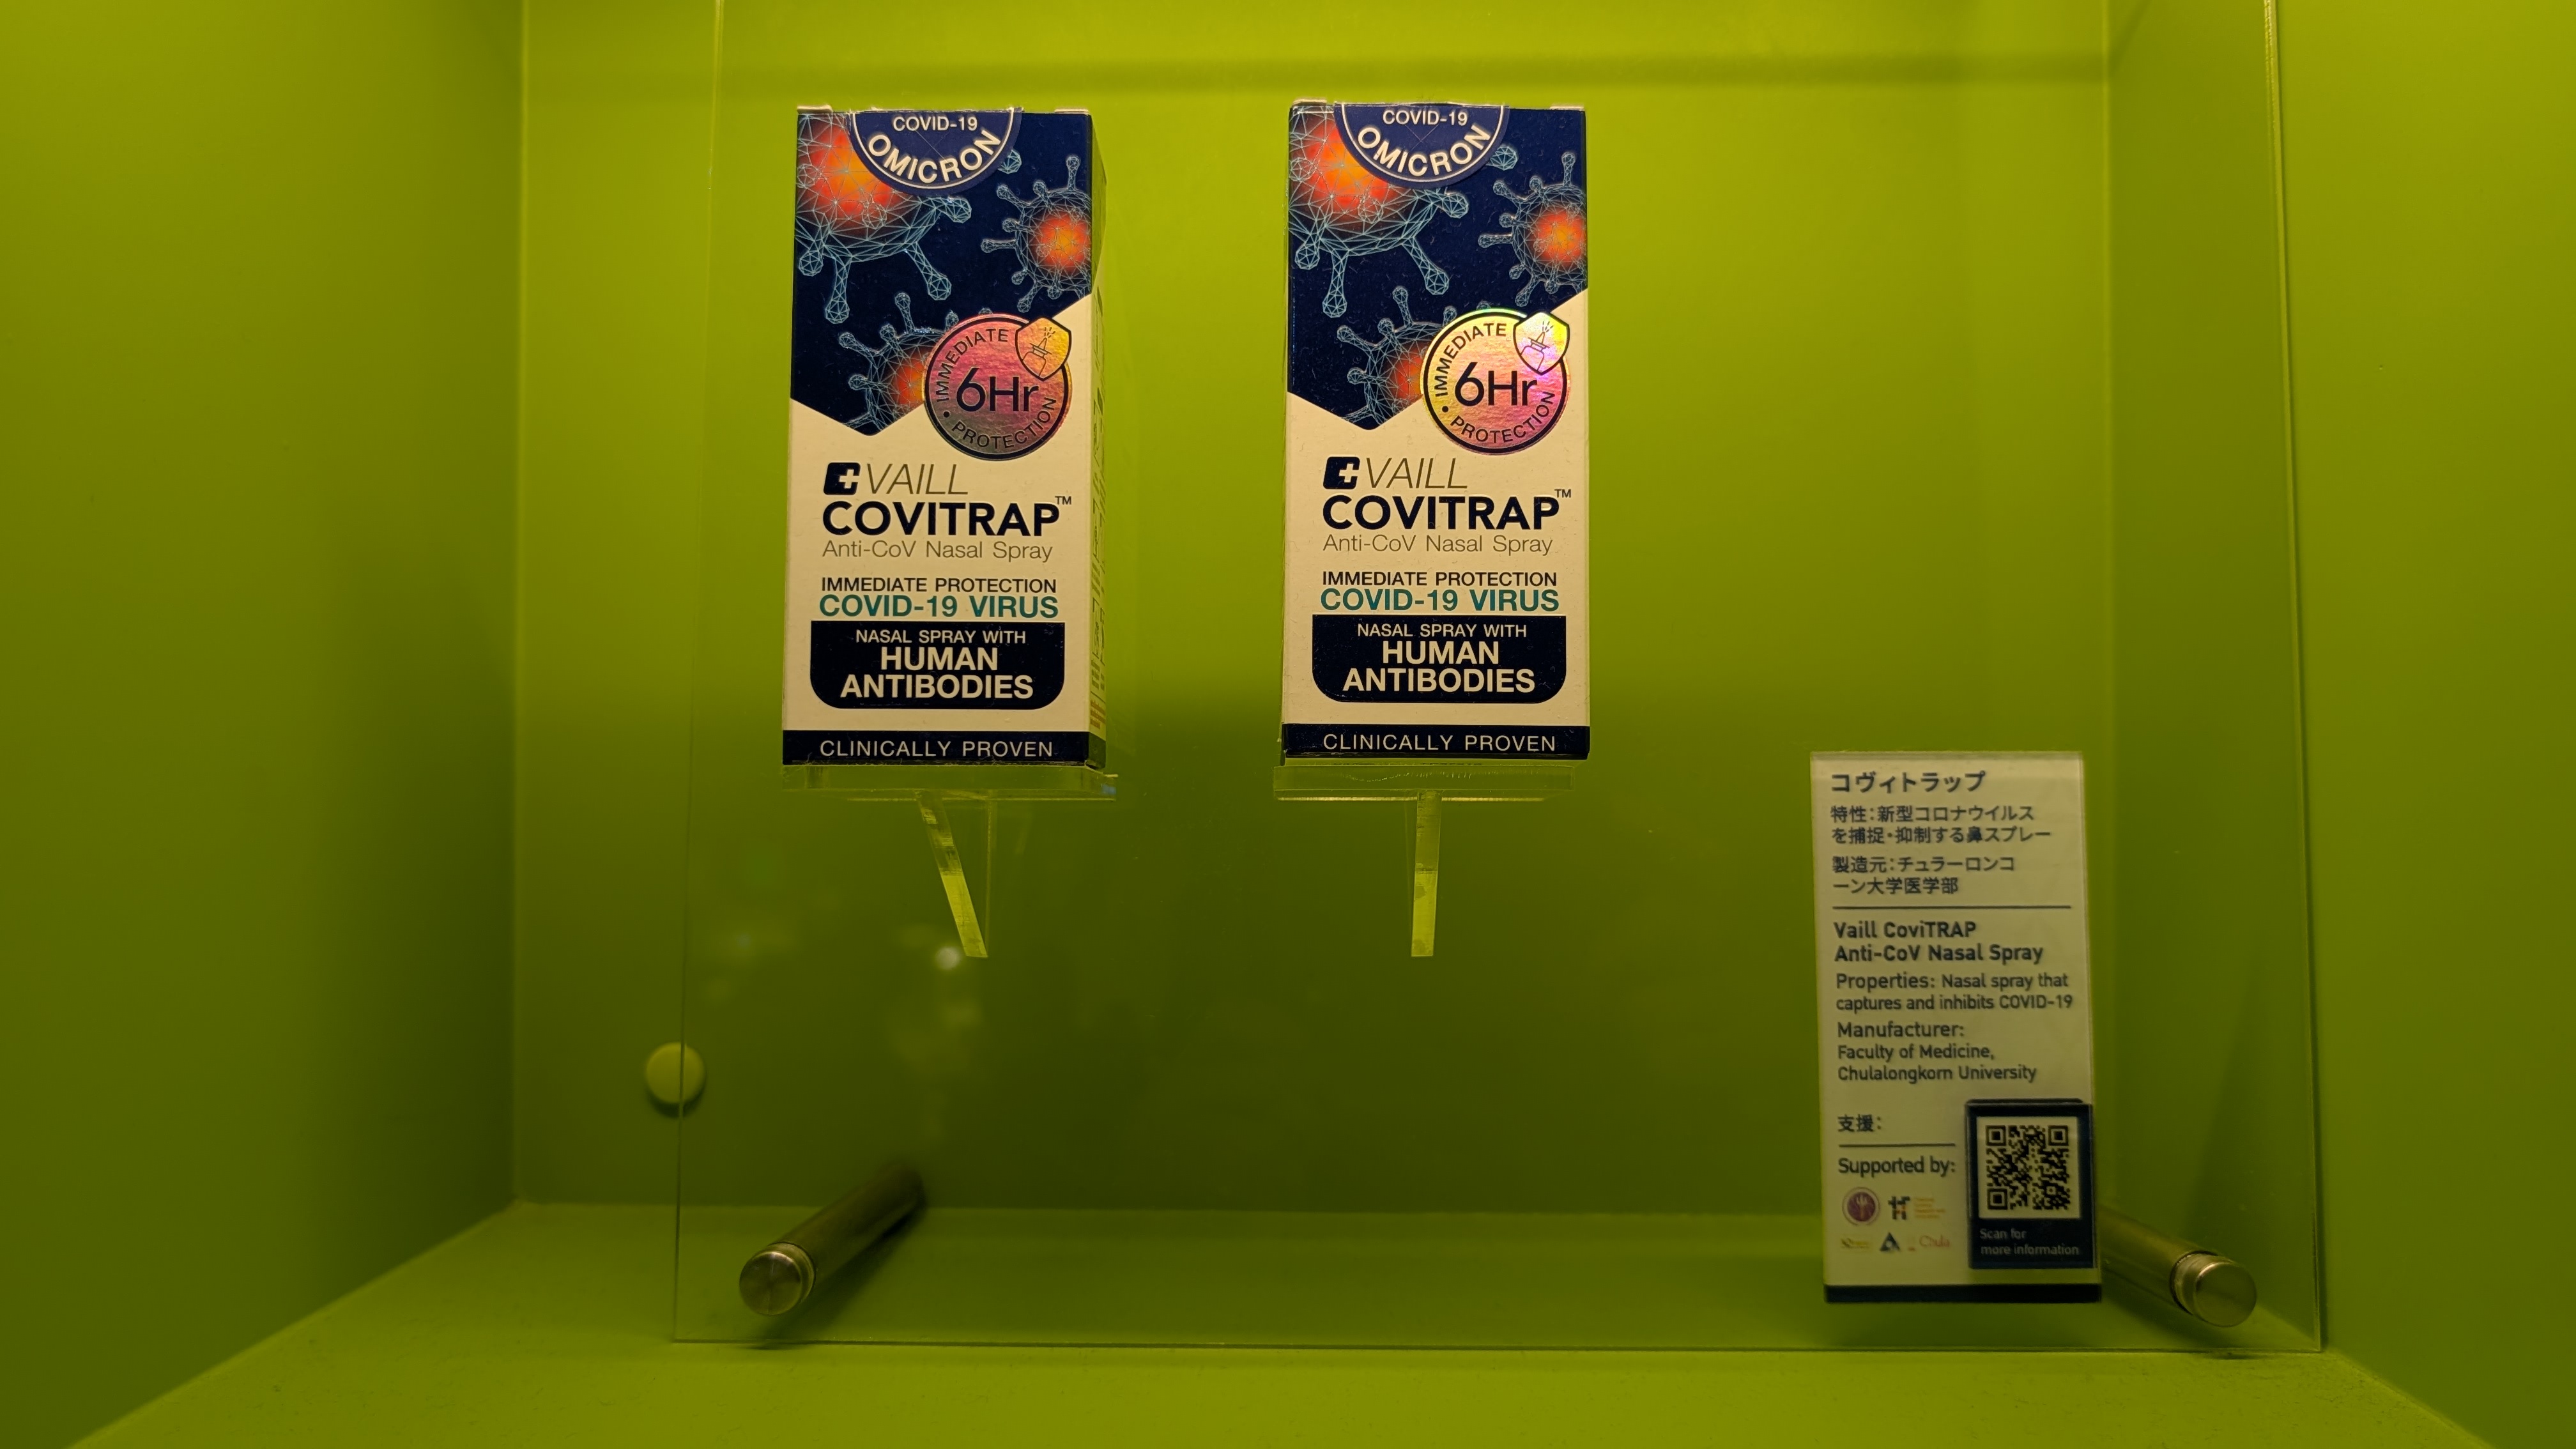 COVID-19
OMICRON
IMMEDIATE
6Hr
PROTECTION
VAILL
COVITRAP™
Anti-CoV Nasal Spray
IMMEDIATE PROTECTION
COVID-19 VIRUS
NASAL SPRAY WITH
HUMAN
ANTIBODIES
CLINICALLY PROVEN
COVID-19
OMICRON
IMMEDIATE
6Hr
PROTECTION
VAILL
COVITRAP™
Anti-CoV Nasal Spray
IMMEDIATE PROTECTION
COVID-19 VIRUS
NASAL SPRAY WITH
HUMAN
ANTIBODIES
CLINICALLY PROVEN
コヴィトラップ
特性:新型コロナウイルス
を捕捉・抑制する鼻スプレー
製造元:チュラーロンコ
ーン大学医学部
Vaill CoviTRAP
Anti-CoV Nasal Spray
Properties: Nasal spray that
captures and inhibits COVID-19
Manufacturer:
Faculty of Medicine,
Chulalongkorn University
支援:
Supported by:
Chula
Scan for
more information